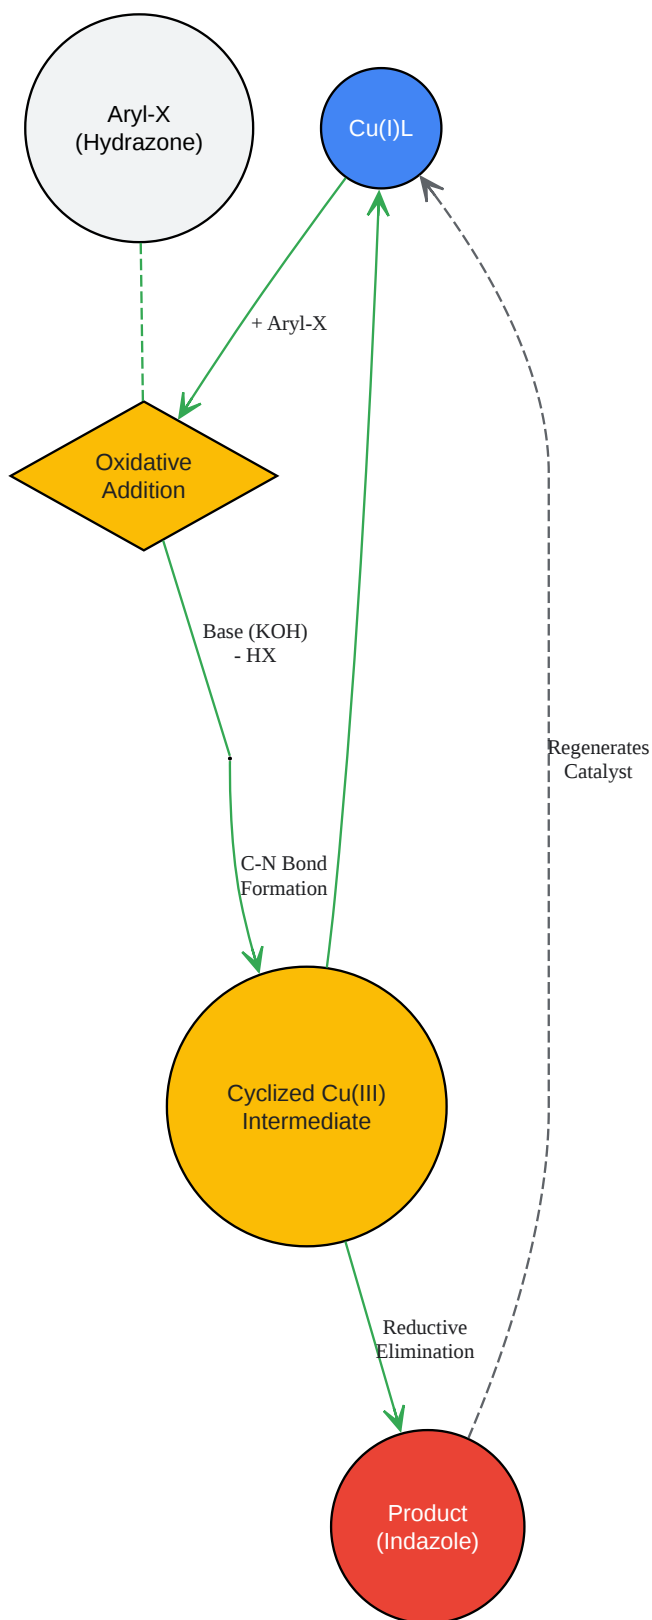 Aryl-X
(Hydrazone)
Cu(I)L
+ Aryl-X
Oxidative
Addition
Base (KOH)
- HX
Regenerates
Catalyst
C-N Bond
Formation
Cyclized Cu(III)
Intermediate
Reductive
Elimination
Product
(Indazole)